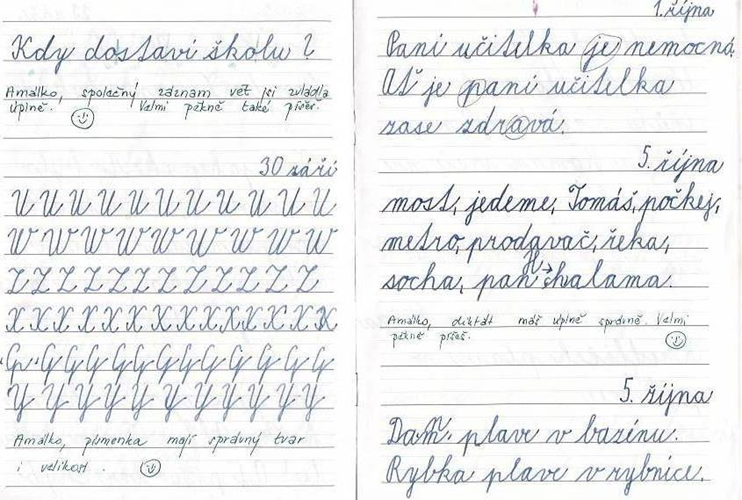 Kdy dostaví školu?
Amálko, společný záznam vět jsi zvládla
úplně. Velmi pěkně také píšeš.
30 září
U U U U U U U U U U
W W W W W W W W W
Z Z Z Z Z Z Z Z Z Z Z
X X X X X X X X X X X X X X
G G G G G G G G G G
Y Y Y Y Y Y Y Y Y Y
Amálko, písmenka mají správný tvar
i velikost.
1. října
Paní učitelka je nemocná.
Ať je paní učitelka
zase zdravá.
5. října
most, jedeme, Tomáš, počkej,
metro, prodavač, řeka,
socha, pan Chalama.
Amálko, diktát máš úplně správně. Velmi
pěkně píšeš.
5. října
plave v bazénu.
Rybka plave v rybníce.